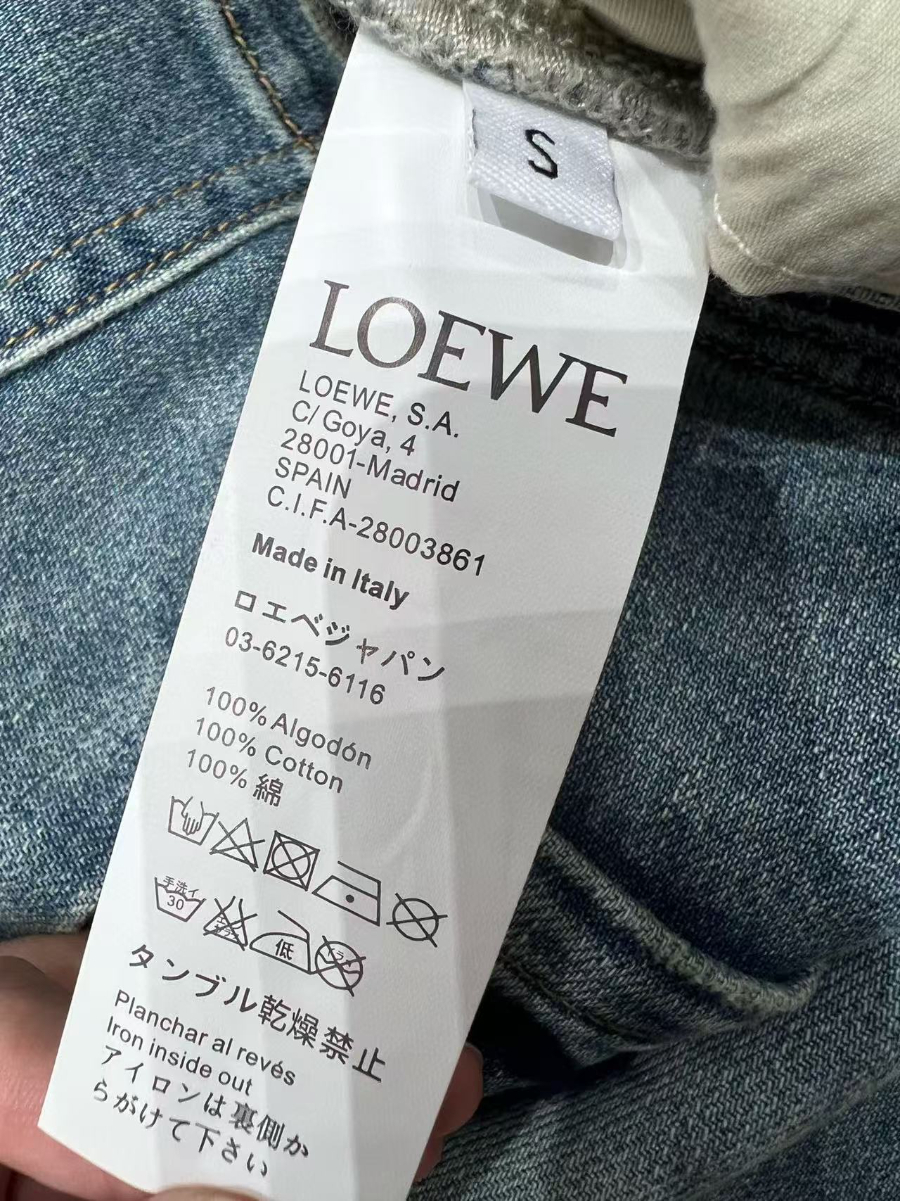 S
LOEWE
LOEWE, S.A.
C/ Goya, 4
28001-Madrid
SPAIN
C.I.F.A-28003861
Made in Italy
ロエベジャパン
03-6215-6116
100% Algodón
100% Cotton
100% 綿
手洗イ
30
低
タンブル乾燥禁止
Planchar al revés
Iron inside out
アイロンは裏側か
らがけて下さい